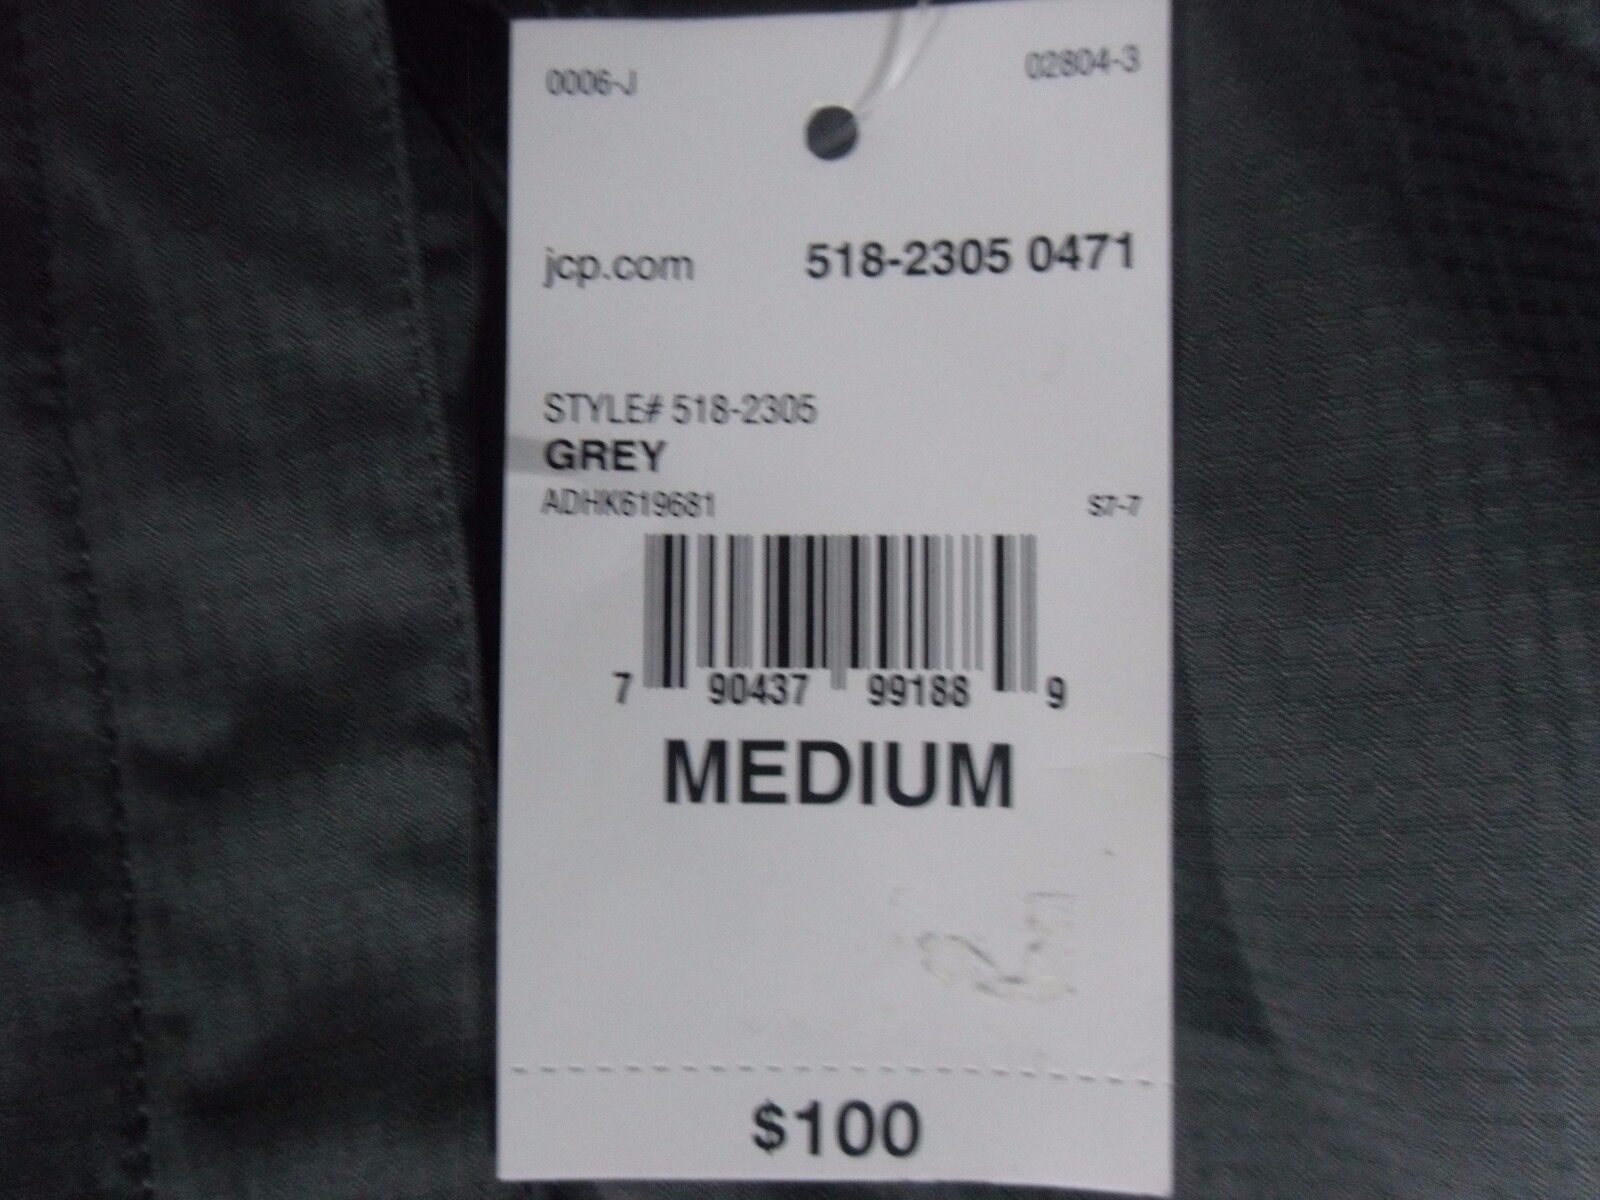 0006-J 02804-3
jcp.com 518-2305 0471
STYLE# 518-2305
GREY
ADHK619681 S7-7
7 90437 99188 9
MEDIUM
$100